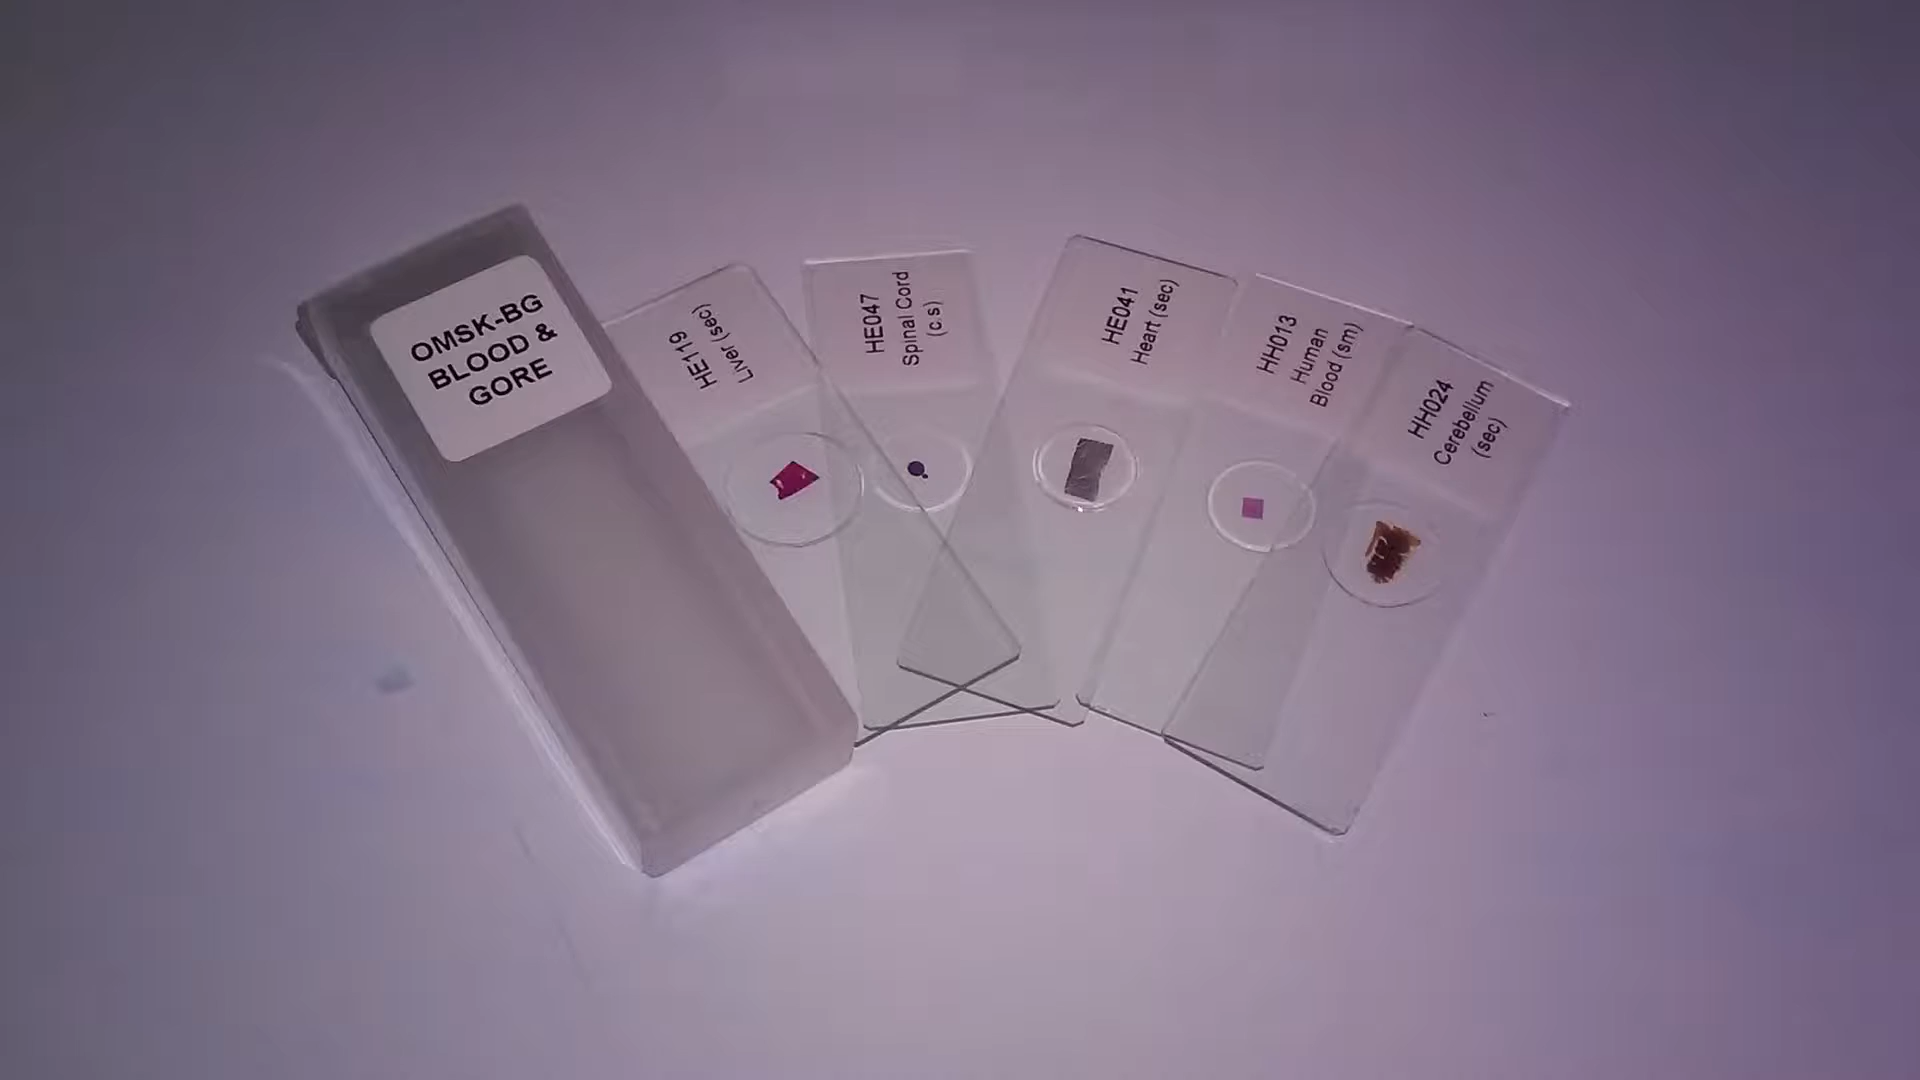 OMSK-BG
BLOOD &
GORE
HE119
Liver (sec)
HE047
Spinal Cord
(c.s)
HE041
Heart (sec)
HH013
Human
Blood (sm)
HH024
Cerebellum
(sec)